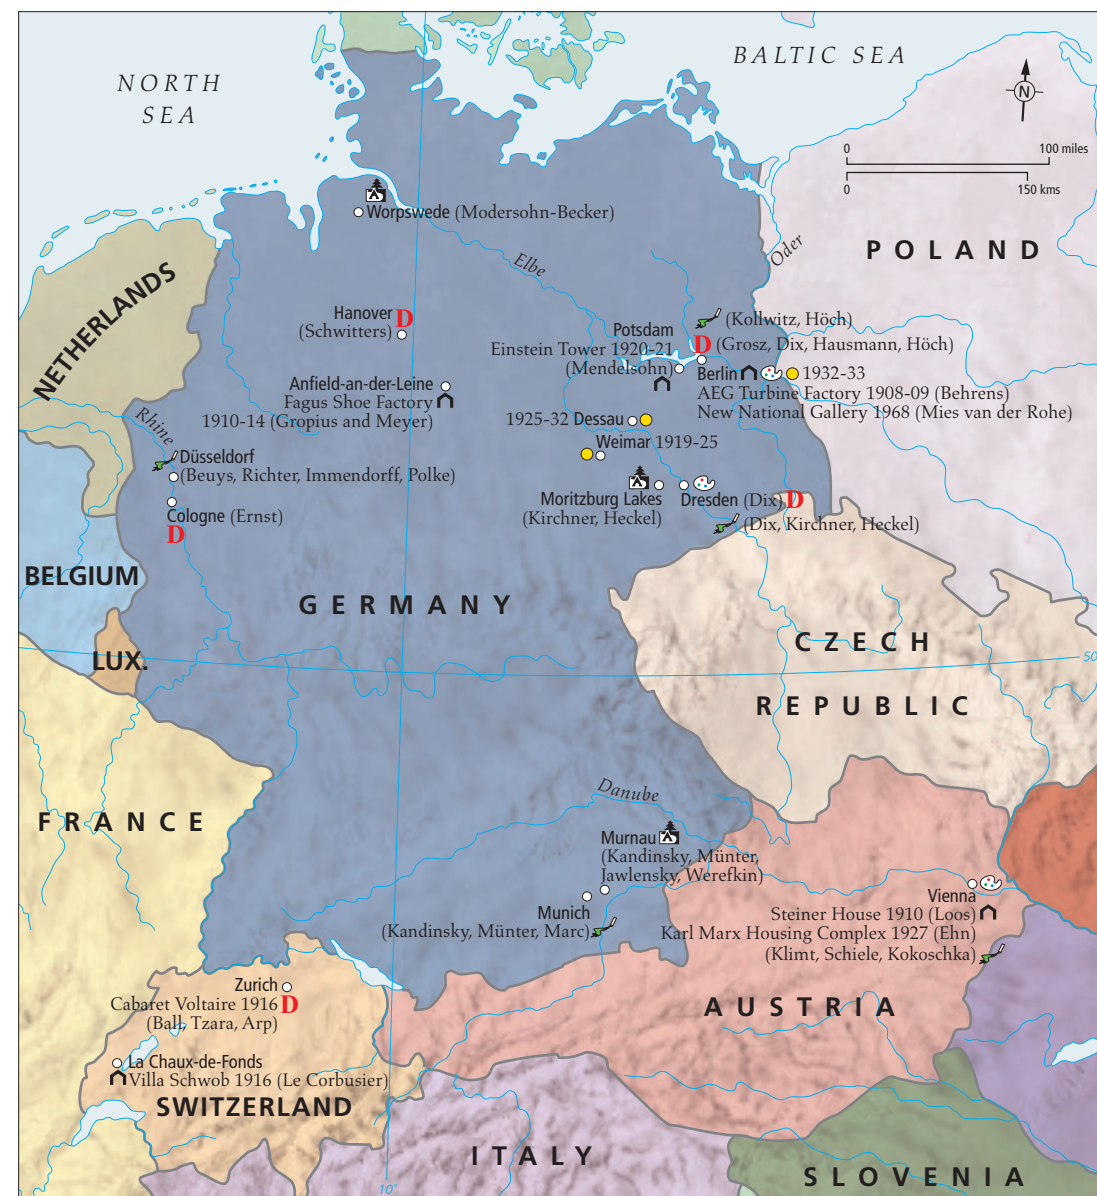 NORTH
SEA
BALTIC SEA
N
0 100 miles
0 150 kms
Worpswede (Modersohn-Becker)
Elbe
Oder
POLAND
NETHERLANDS
Hanover D
(Schwitters)
(Kollwitz, Höch)
Potsdam
D (Grosz, Dix, Hausmann, Höch)
Einstein Tower 1920-21
(Mendelsohn)
Berlin 1932-33
AEG Turbine Factory 1908-09 (Behrens)
New National Gallery 1968 (Mies van der Rohe)
Anfield-an-der-Leine
Fagus Shoe Factory
1910-14 (Gropius and Meyer)
1925-32 Dessau
Weimar 1919-25
Rhine
Düsseldorf
(Beuys, Richter, Immendorff, Polke)
Cologne (Ernst)
D
Moritzburg Lakes
(Kirchner, Heckel)
Dresden (Dix) D
(Dix, Kirchner, Heckel)
BELGIUM
GERMANY
LUX.
CZECH
REPUBLIC
50
FRANCE
Danube
Murnau
(Kandinsky, Münter,
Jawlensky, Werefkin)
Munich
(Kandinsky, Münter, Marc)
Vienna
Steiner House 1910 (Loos)
Karl Marx Housing Complex 1927 (Ehn)
(Klimt, Schiele, Kokoschka)
Zurich
Cabaret Voltaire 1916 D
(Ball, Tzara, Arp)
AUSTRIA
La Chaux-de-Fonds
Villa Schwob 1916 (Le Corbusier)
SWITZERLAND
ITALY
SLOVENIA
10°